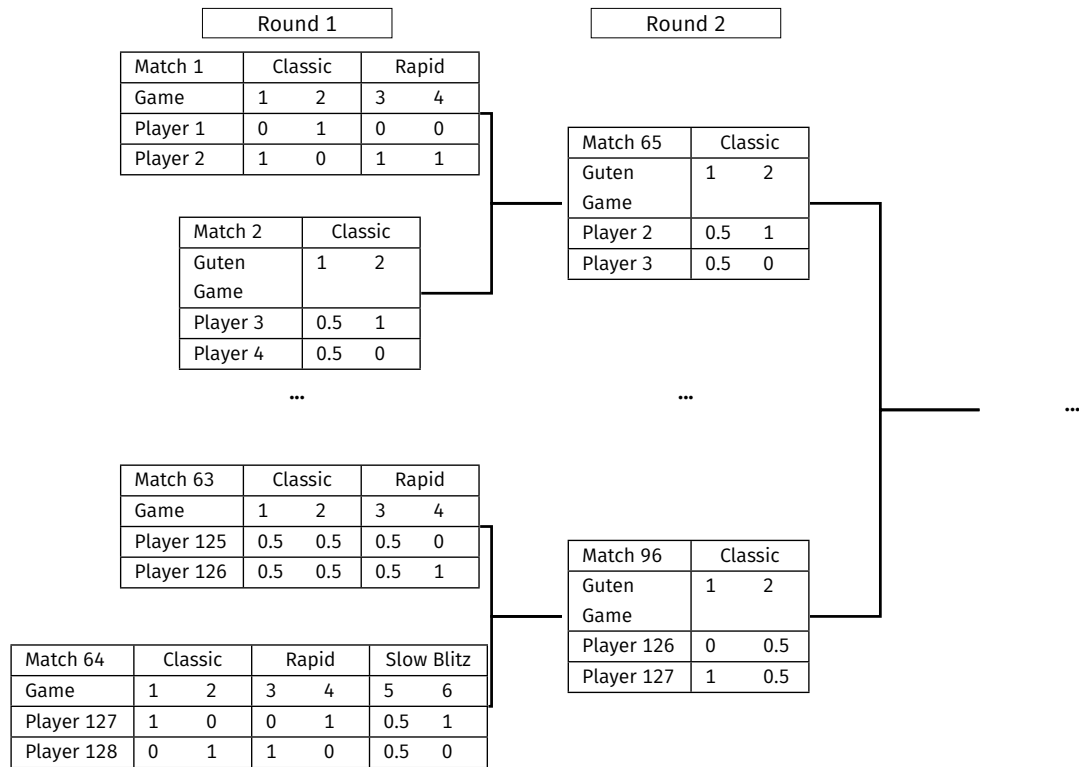 Round 1
Round 2
Match 1 Classic Rapid
Game 1 2 3 4
Player 1 0 1 0 0
Player 2 1 0 1 1
Match 2 Classic
Guten 1 2
Game
Player 3 0.5 1
Player 4 0.5 0
...
Match 63 Classic Rapid
Game 1 2 3 4
Player 125 0.5 0.5 0.5 0
Player 126 0.5 0.5 0.5 1
Match 64 Classic Rapid Slow Blitz
Game 1 2 3 4 5 6
Player 127 1 0 0 1 0.5 1
Player 128 0 1 1 0 0.5 0
Match 65 Classic
Guten 1 2
Game
Player 2 0.5 1
Player 3 0.5 0
...
Match 96 Classic
Guten 1 2
Game
Player 126 0 0.5
Player 127 1 0.5
...